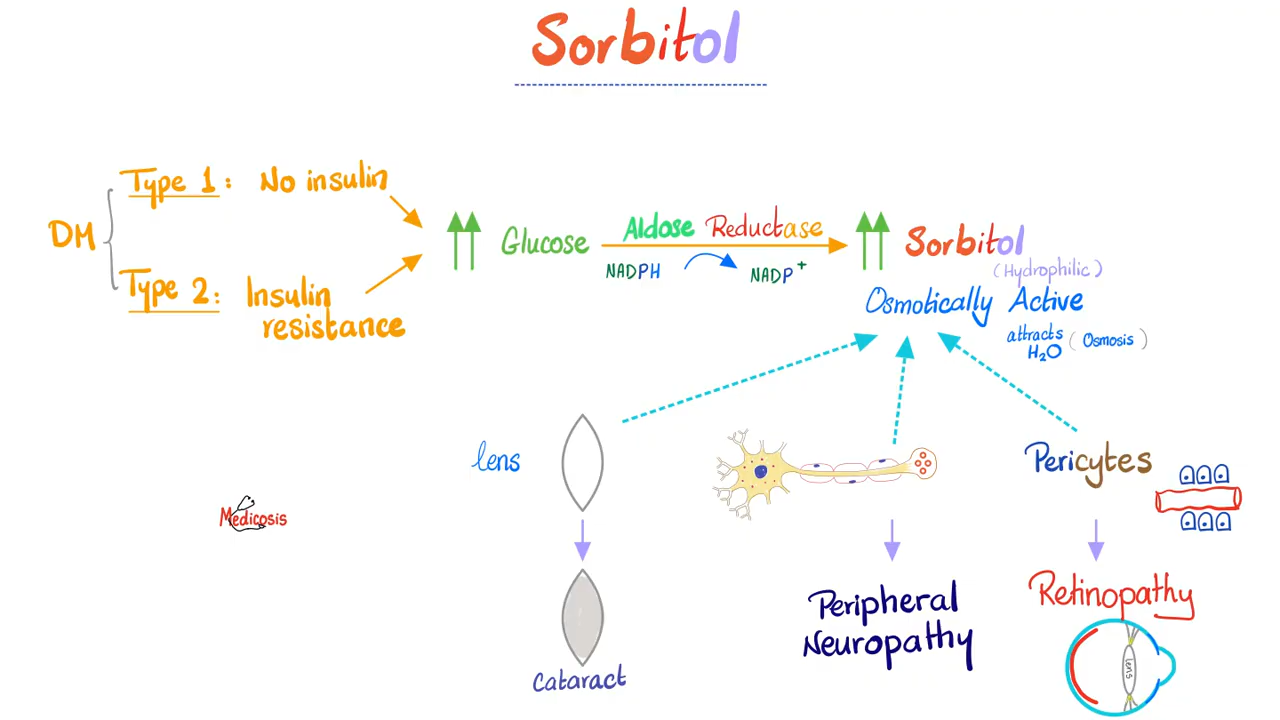 Sorbitol
DM
Type 1: No insulin
Type 2: Insulin
resistance
Glucose
Aldose Reductase
NADPH
NADP+
Sorbitol
(Hydrophilic)
Osmotically Active
attracts
H2O
(Osmosis)
lens
Pericytes
Medicosis
Cataract
Peripheral
Neuropathy
Retinopathy
lens